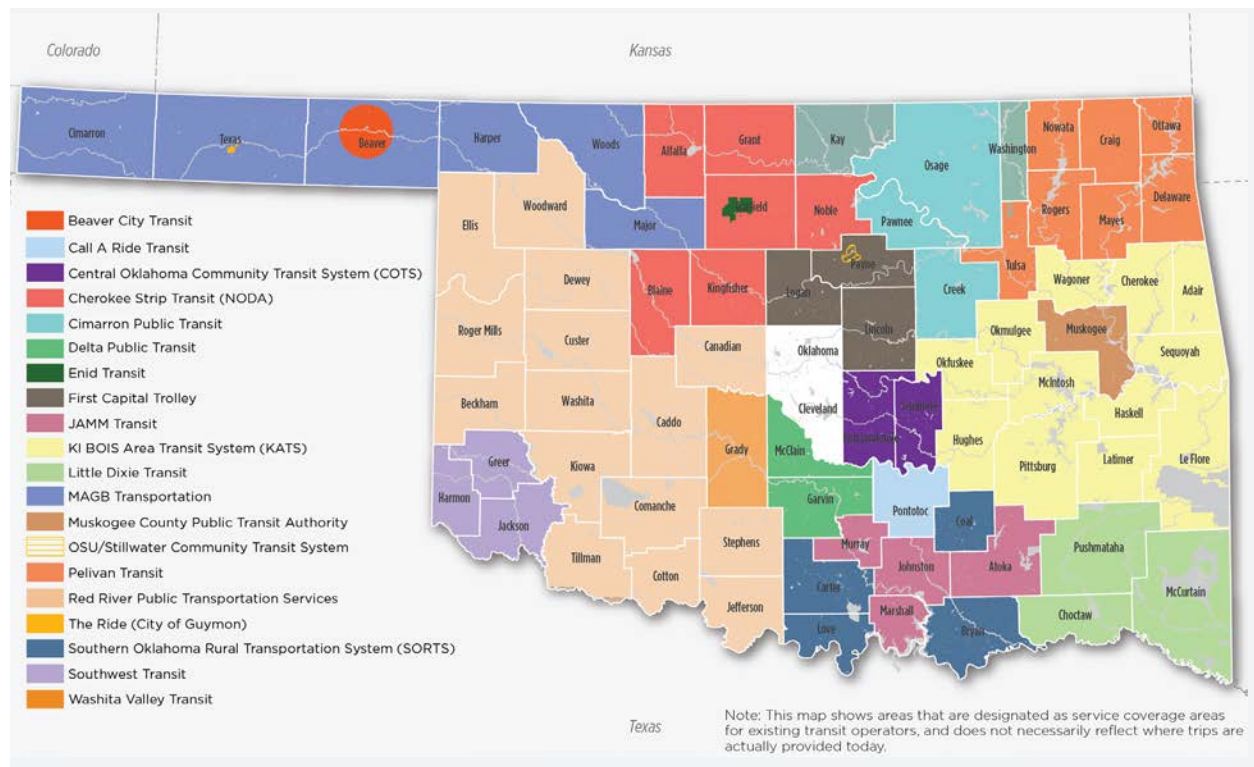 Colorado
Kansas
Cimarron
Texas
Beaver
Harper
Woods
Alfalfa
Grant
Kay
Osage
Washington
Nowata
Craig
Ottawa
Ellis
Woodward
Major
Noble
Pawnee
Rogers
Mayes
Delaware
Dewey
Blaine
Kingfisher
Logan
Payne
Creek
Tulsa
Wagoner
Cherokee
Adair
Roger Mills
Custer
Canadian
Oklahoma
Lincoln
Okfuskee
Okmulgee
Muskogee
Sequoyah
Beckham
Washita
Caddo
Grady
Cleveland
McClain
Hughes
McIntosh
Haskell
Pittsburg
Latimer
Le Flore
Harmon
Greer
Jackson
Kiowa
Comanche
Garvin
Pontotoc
Coal
Tillman
Cotton
Stephens
Jefferson
Murray
Carter
Love
Johnston
Marshall
Atoka
Bryan
Pushmataha
Choctaw
McCurtain
Beaver City Transit
Call A Ride Transit
Central Oklahoma Community Transit System (COTS)
Cherokee Strip Transit (NODA)
Cimarron Public Transit
Delta Public Transit
Enid Transit
First Capital Trolley
JAMM Transit
KI BOIS Area Transit System (KATS)
Little Dixie Transit
MAGB Transportation
Muskogee County Public Transit Authority
OSU/Stillwater Community Transit System
Pelivan Transit
Red River Public Transportation Services
The Ride (City of Guymon)
Southern Oklahoma Rural Transportation System (SORTS)
Southwest Transit
Washita Valley Transit
Texas
Note: This map shows areas that are designated as service coverage areas
for existing transit operators, and does not necessarily reflect where trips are
actually provided today.